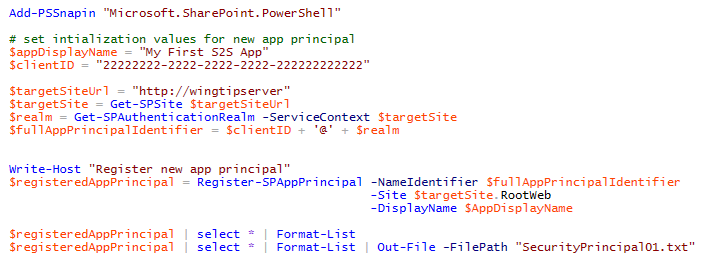 Add-PSSnapin "Microsoft.SharePoint.PowerShell"
# set intialization values for new app principal
$appDisplayName = "My First S2S App"
$clientID = "22222222-2222-2222-2222-222222222222"
$targetSiteUrl = "http://wingtipserver"
$targetSite = Get-SPSite $targetSiteUrl
$realm = Get-SPAuthenticationRealm -ServiceContext $targetSite
$fullAppPrincipalIdentifier = $clientID + '@' + $realm
Write-Host "Register new app principal"
$registeredAppPrincipal = Register-SPAppPrincipal -NameIdentifier $fullAppPrincipalIdentifier
-Site $targetSite.RootWeb
-DisplayName $AppDisplayName
$registeredAppPrincipal | select * | Format-List
$registeredAppPrincipal | select * | Format-List | Out-File -FilePath "SecurityPrincipal01.txt"